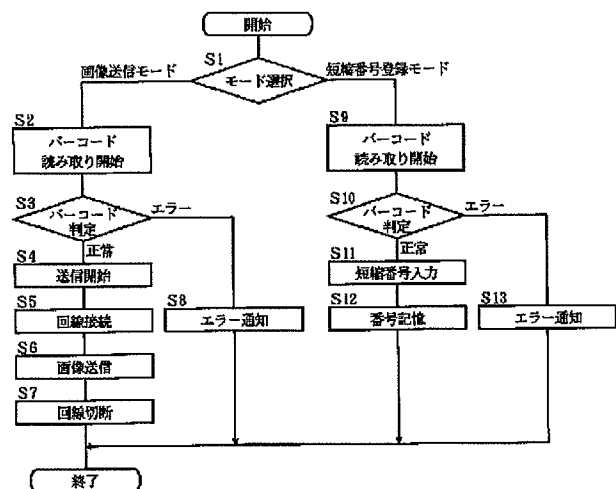 開始
S1
モード選択
画像送信モード
短縮番号登録モード
S2
バーコード
読み取り開始
S3
バーコード
判定
エラー
正常
S4
送信開始
S5
回線接続
S6
画像送信
S7
回線切断
S8
エラー通知
S9
バーコード
読み取り開始
S10
バーコード
判定
エラー
正常
S11
短縮番号入力
S12
番号記憶
S13
エラー通知
終了